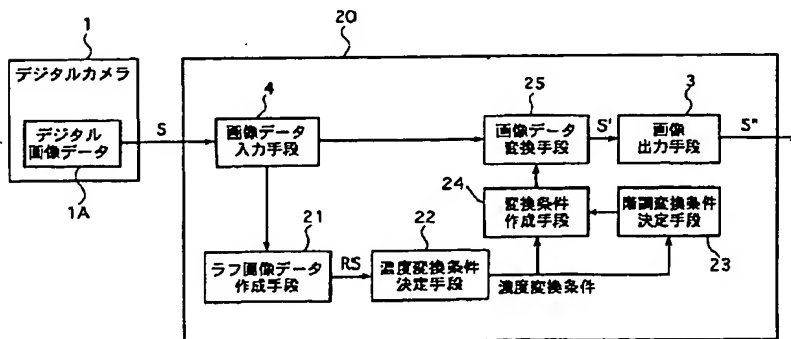 20
1
デジタルカメラ
デジタル
画像データ
1A
S
4
画像データ
入力手段
25
画像データ
変換手段
S'
3
画像
出力手段
S"
24
変換条件
作成手段
階調変換条件
決定手段
23
21
ラフ画像データ
作成手段
RS
22
濃度変換条件
決定手段
濃度変換条件